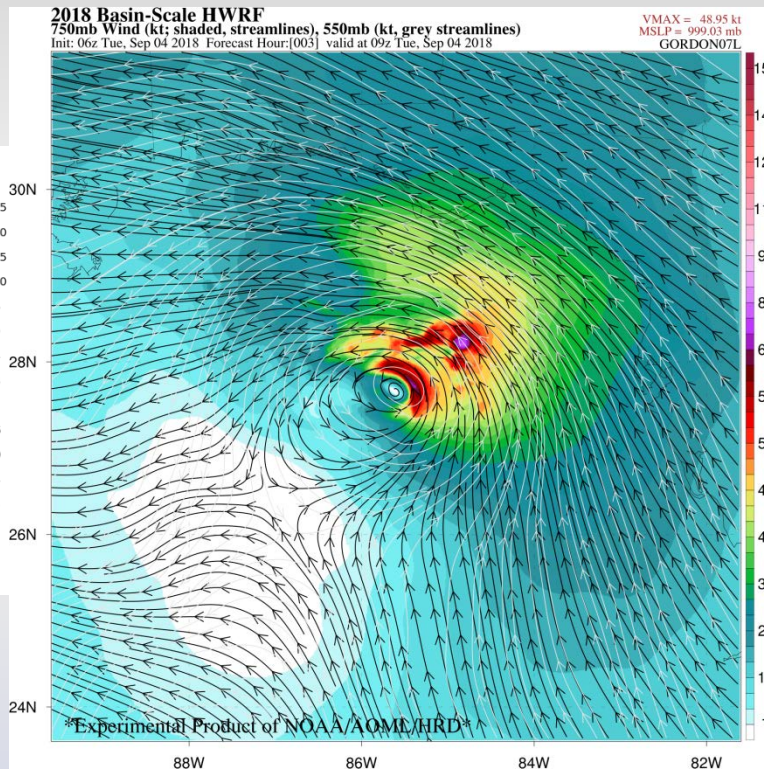 2018 Basin-Scale HWRF
750mb Wind (kt; shaded, streamlines), 550mb (kt, grey streamlines)
Init: 06z Tue, Sep 04 2018 Forecast Hour:[003] valid at 09z Tue, Sep 04 2018
VMAX = 48.95 kt
MSLP = 999.03 mb
GORDON07L
30N
28N
26N
24N
*Experimental Product of NOAA/AOML/HRD*
88W
86W
84W
82W